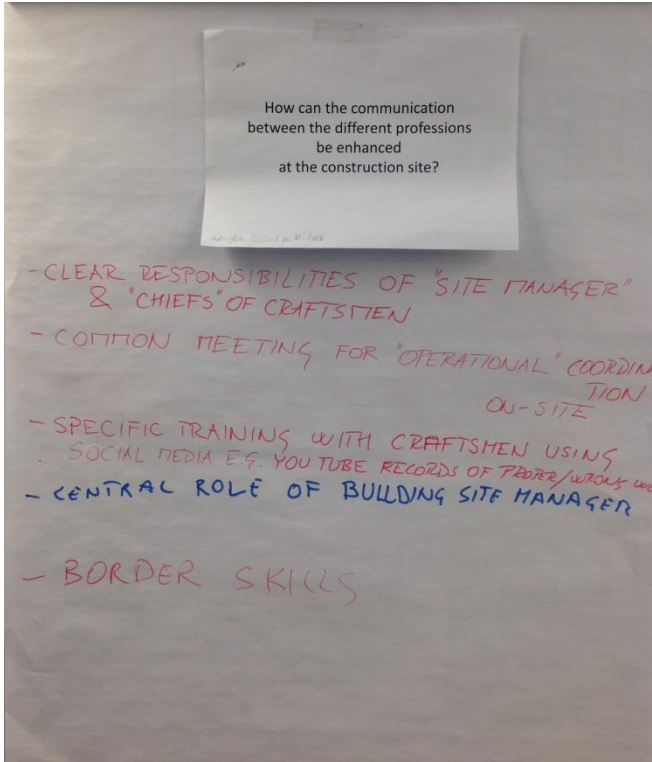 How can the communication
between the different professions
be enhanced
at the construction site?
- CLEAR RESPONSIBILITIES OF "SITE MANAGER"
& "CHIEFS" OF CRAFTSMEN
- COMMON MEETING FOR "OPERATIONAL" COORDIN
TION
ON-SITE
- SPECIFIC TRAINING WITH CRAFTSMEN USING
SOCIAL MEDIA E.G. YOU TUBE RECORDS OF PROPER/WRONG
- CENTRAL ROLE OF BUILDING SITE MANAGER
- BORDER SKILLS